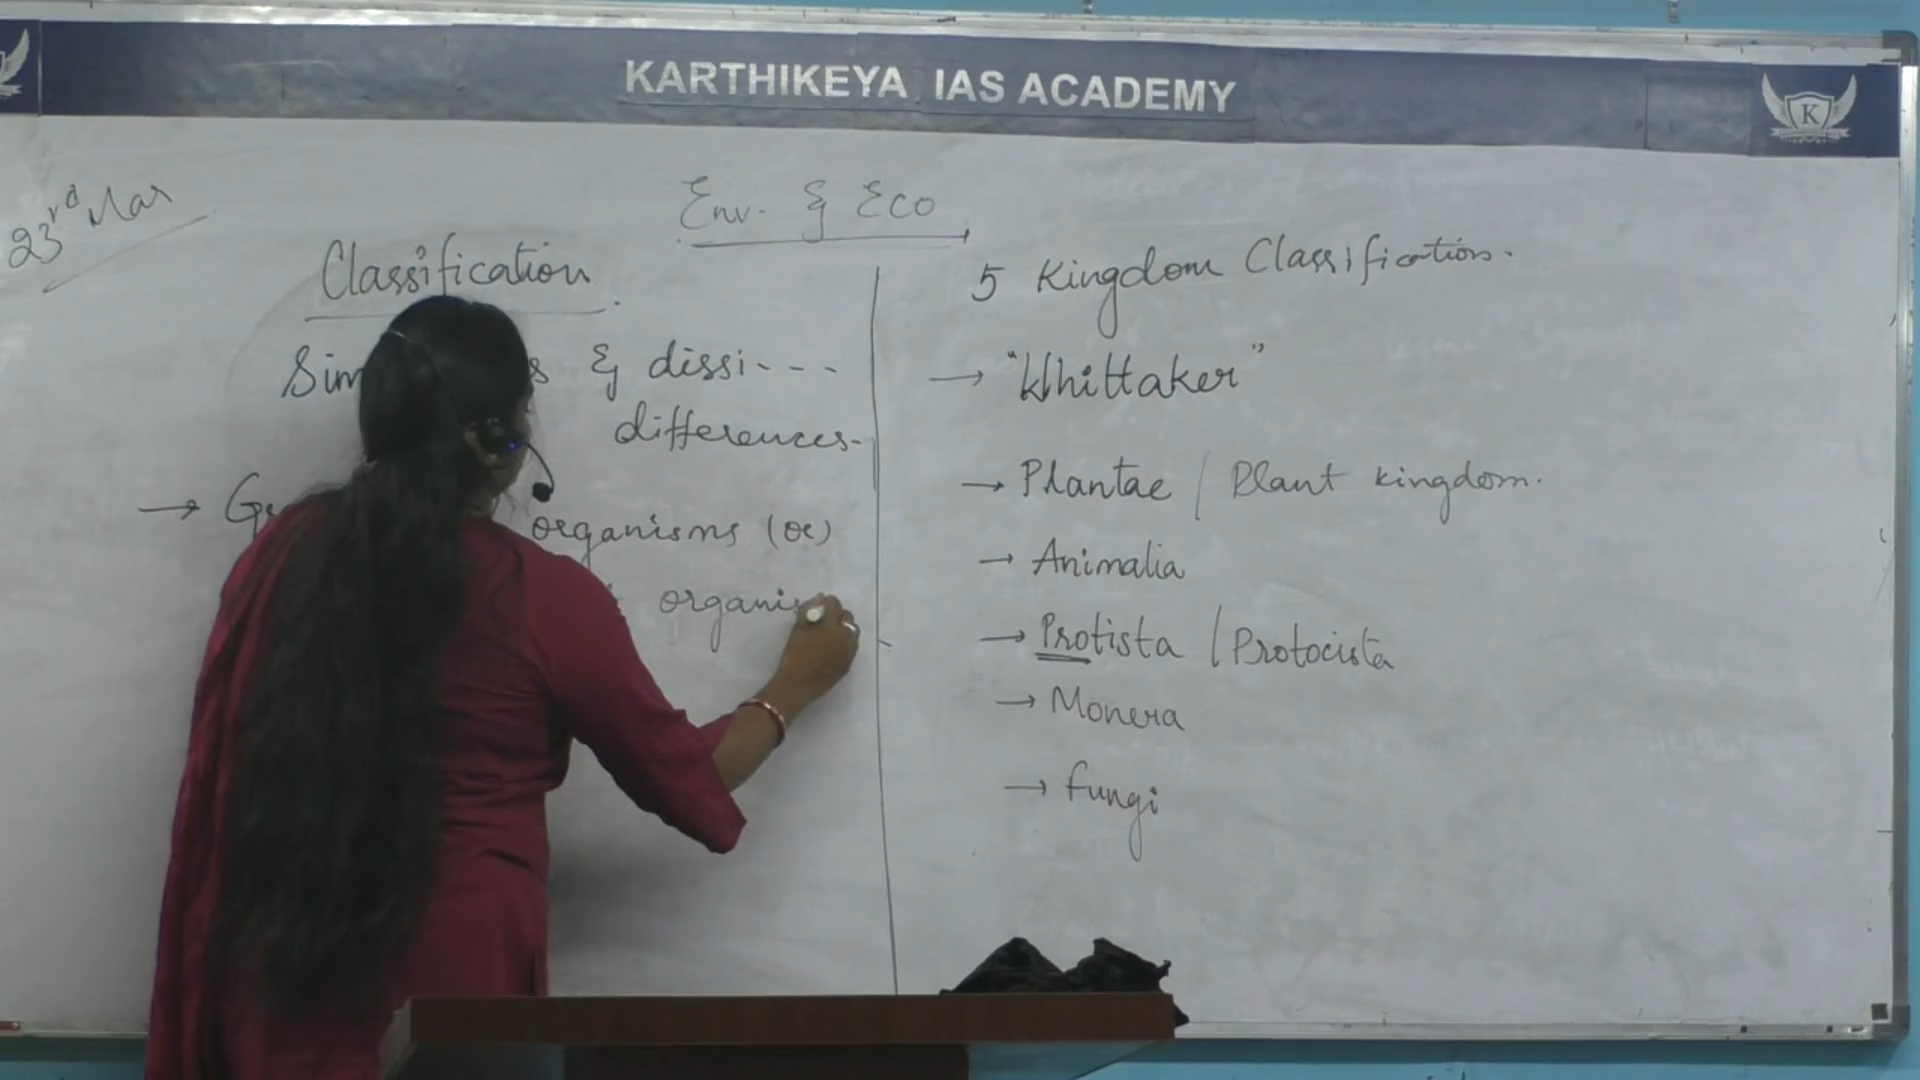 KARTHIKEYA IAS ACADEMY
K
23rd Mar
Env. & Eco
Classification
& dissi----
differences-
→ organisms (or)
5 Kingdom Classification.
→ "Whittaker"
→ Plantae / Plant kingdom.
→ Animalia
→ Protista / Protocista
→ Monera
→ fungi